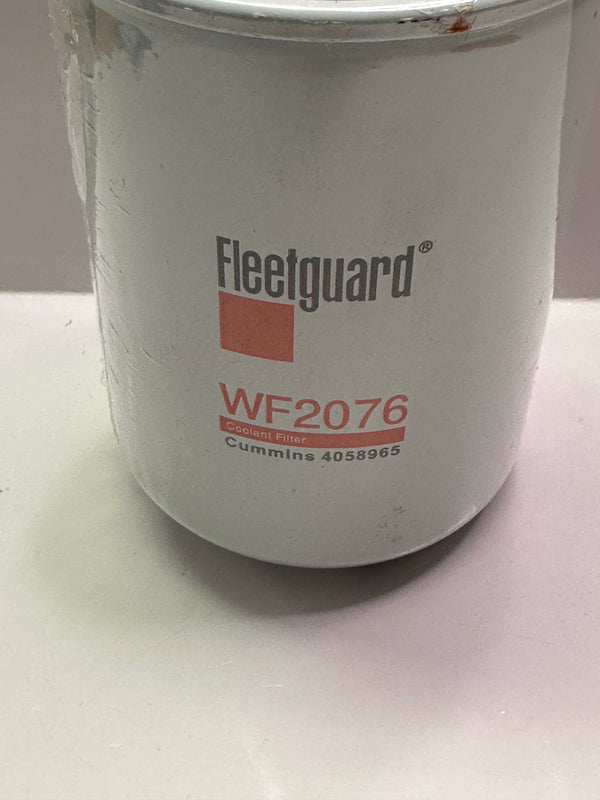 Fleetguard®
WF2076
Coolant Filter
Cummins 4058965